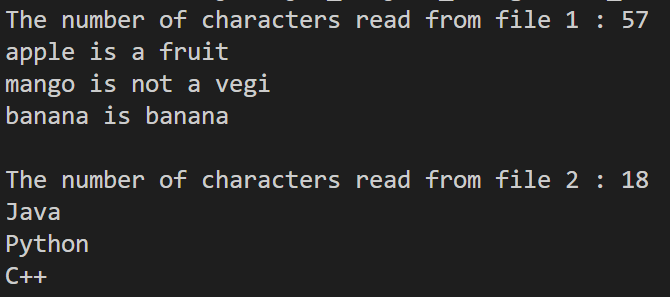 The number of characters read from file 1 : 57
apple is a fruit
mango is not a vegi
banana is banana

The number of characters read from file 2 : 18
Java
Python
C++